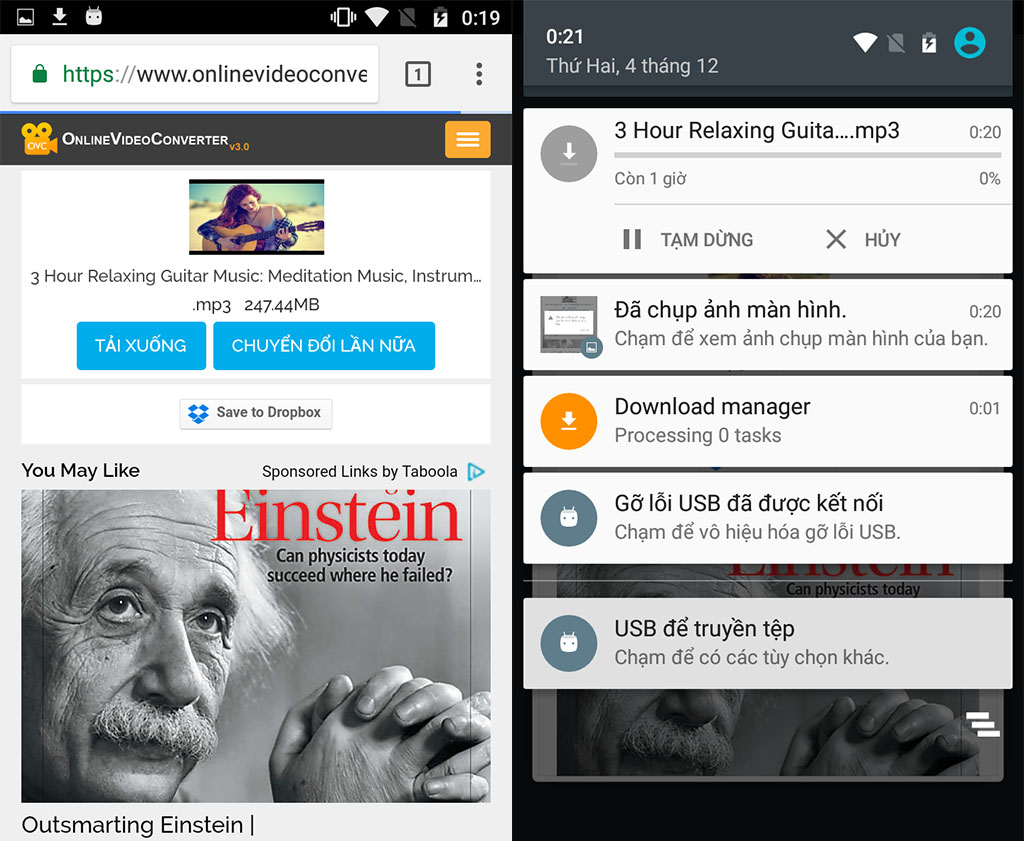 0:19
https://www.onlinevideoconve
1
OVC
ONLINEVIDEOCONVERTER v3.0
3 Hour Relaxing Guitar Music: Meditation Music, Instrum…
.mp3 247.44MB
TẢI XUỐNG
CHUYỂN ĐỔI LẦN NỮA
Save to Dropbox
You May Like
Sponsored Links by Taboola
Einstein
Can physicists today
succeed where he failed?
Outsmarting Einstein |
0:21
Thứ Hai, 4 tháng 12
3 Hour Relaxing Guita….mp3
0:20
Còn 1 giờ
0%
TẠM DỪNG
HỦY
Đã chụp ảnh màn hình.
0:20
Chạm để xem ảnh chụp màn hình của bạn.
Download manager
0:01
Processing 0 tasks
Gỡ lỗi USB đã được kết nối
Chạm để vô hiệu hóa gỡ lỗi USB.
Einstein
Can physicists today
USB để truyền tệp
Chạm để có các tùy chọn khác.